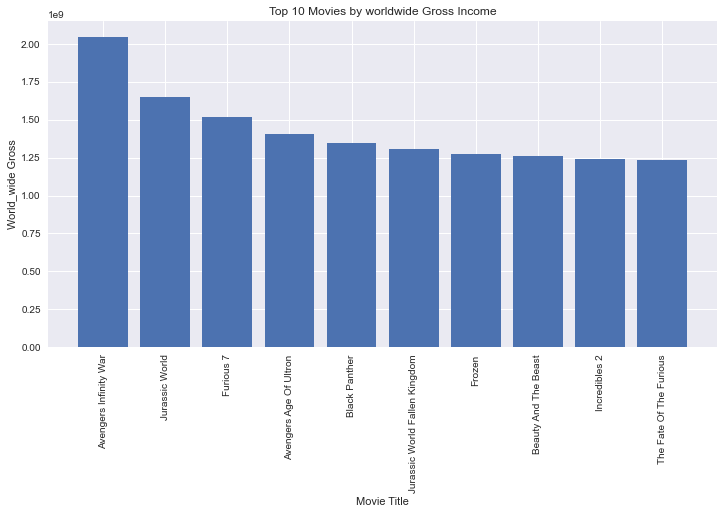 Top 10 Movies by worldwide Gross Income
1e9
2.00
1.75
1.50
1.25
1.00
0.75
0.50
0.25
0.00
World_wide Gross
Avengers Infinity War
Jurassic World
Furious 7
Avengers Age Of Ultron
Black Panther
Jurassic World Fallen Kingdom
Frozen
Beauty And The Beast
Incredibles 2
The Fate Of The Furious
Movie Title